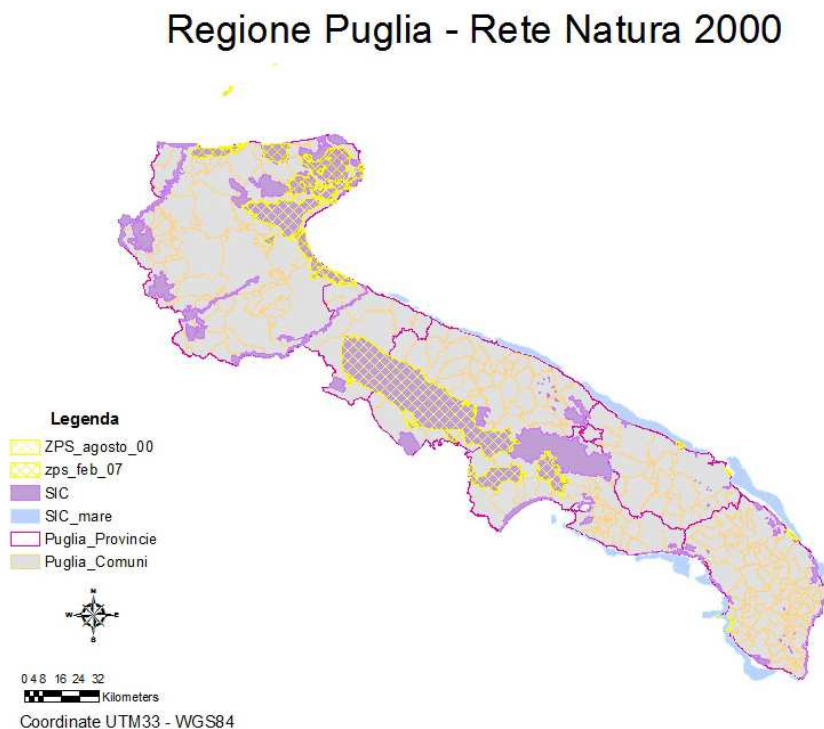 Regione Puglia - Rete Natura 2000
Legenda
ZPS_agosto_00
zps_feb_07
SIC
SIC_mare
Puglia_Provincie
Puglia_Comuni
N
W E
S
0 4 8 16 24 32
Kilometers
Coordinate UTM33 - WGS84